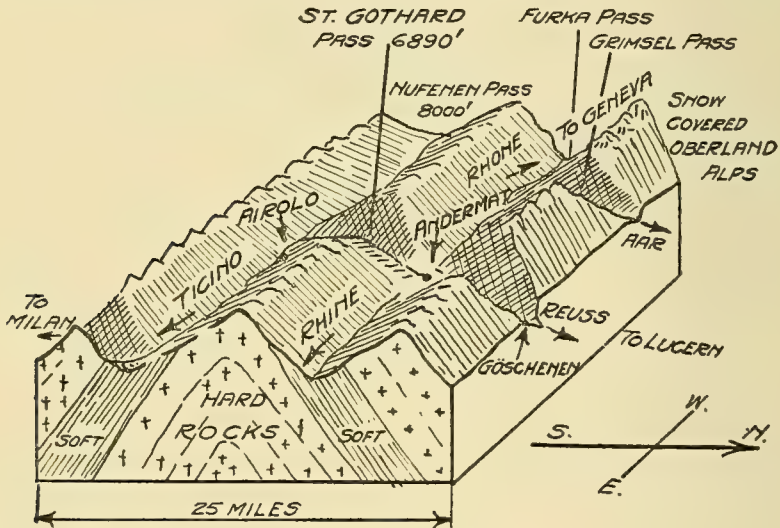 ST. GOTHARD
PASS 6890'
FURKA PASS
GRIMSEL PASS
NUFENEN PASS
8000'
TO GENEVA
SNOW
COVERED
OBERLAND
ALPS
RHONE
ANDERMAT
AIROLO
TICINO
AAR
TO
MILAN
RHINE
REUSS
TO LUCERN
GÖSCHENEN
HARD
ROCKS
SOFT
SOFT
W.
S.
N.
E.
25 MILES